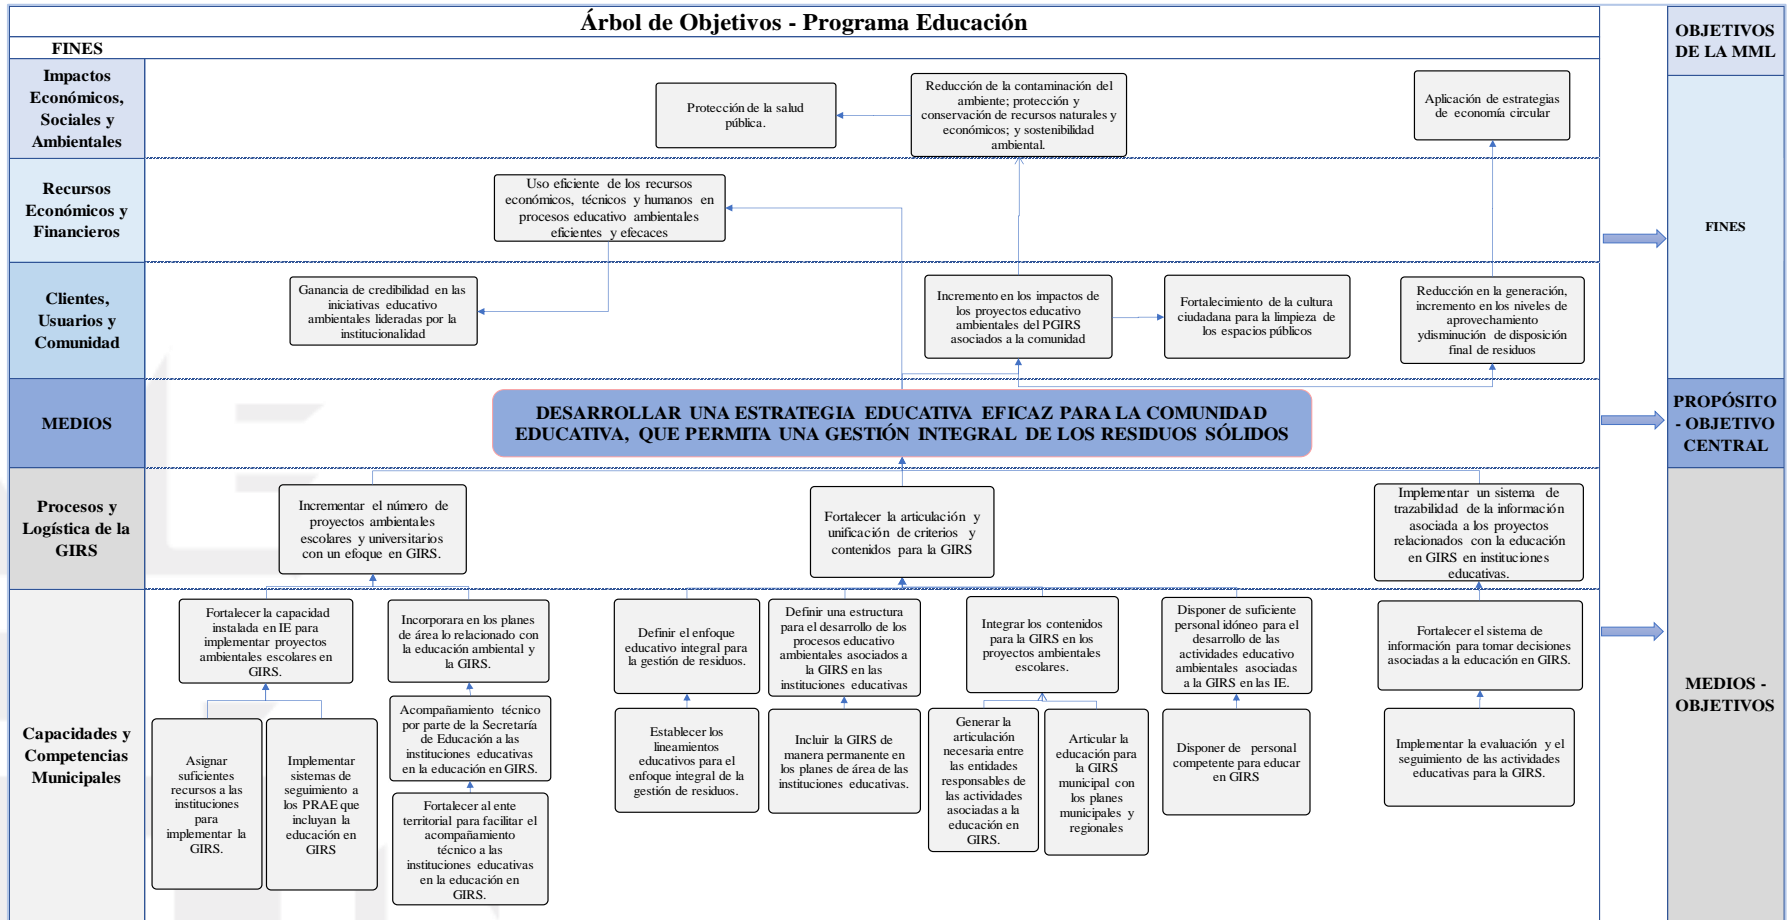 Árbol de Objetivos - Programa Educación
OBJETIVOS
DE LA MML
FINES
Impactos
Económicos,
Sociales y
Ambientales
Protección de la salud
pública.
Reducción de la contaminación del
ambiente; protección y
conservación de recursos naturales y
económicos; y sostenibilidad
ambiental.
Aplicación de estrategias
de economía circular
Recursos
Económicos y
Financieros
Uso eficiente de los recursos
económicos, técnicos y humanos en
procesos educativo ambientales
eficientes y efecaces
FINES
Clientes,
Usuarios y
Comunidad
Ganancia de credibilidad en las
iniciativas educativo
ambientales lideradas por la
institucionalidad
Incremento en los impactos de
los proyectos educativo
ambientales del PGIRS
asociados a la comunidad
Fortalecimiento de la cultura
ciudadana para la limpieza de
los espacios públicos
Reducción en la generación,
incremento en los niveles de
aprovechamiento
ydisminución de disposición
final de residuos
MEDIOS
DESARROLLAR UNA ESTRATEGIA EDUCATIVA EFICAZ PARA LA COMUNIDAD
EDUCATIVA, QUE PERMITA UNA GESTIÓN INTEGRAL DE LOS RESIDUOS SÓLIDOS
PROPÓSITO
- OBJETIVO
CENTRAL
Procesos y
Logística de la
GIRS
Incrementar el número de
proyectos ambientales
escolares y universitarios
con un efoque en GIRS.
Fortalecer la articulación y
unificación de criterios y
contenidos para la GIRS
Implementar un sistema de
trazabilidad de la información
asociada a los proyectos
relacionados con la educación
en GIRS en instituciones
educativas.
Capacidades y
Competencias
Municipales
Fortalecer la capacidad
instalada en IE para
implementar proyectos
ambientales escolares en
GIRS.
Incorporara en los planes
de área lo relacionado con
la educación ambiental y
la GIRS.
Definir el enfoque
educativo integral para
la gestión de residuos.
Definir una estructura
para el desarrollo de los
procesos educativo
ambientales asociados a
la GIRS en las
instituciones educativas
Integrar los contenidos
para la GIRS en los
proyectos ambientales
escolares.
Disponer de suficiente
personal idóneo para el
desarrollo de las
actividades educativo
ambientales asociadas
a la GIRS en las IE.
Fortalecer el sistema de
información para tomar decisiones
asociadas a la educación en GIRS.
MEDIOS -
OBJETIVOS
Asignar
suficientes
recursos a las
instituciones
para
implementar la
GIRS.
Implementar
sistemas de
seguimiento a
los PRAE que
incluyan la
educación en
GIRS
Acompañamiento técnico
por parte de la Secretaría
de Educación a las
instituciones educativas
en la educación en GIRS.
Fortalecer al ente
territorial para facilitar el
acompañamiento
técnico a las
instituciones educativas
en la educación en
GIRS.
Establecer los
lineamientos
educativos para el
enfoque integral de la
gestión de residuos.
Incluir la GIRS de
manera permanente en
los planes de área de las
instituciones educativas.
Generar la
articulación
necesaria entre
las entidades
responsables de
las actividades
asociadas a la
educación en
GIRS.
Articular la
educación para
la GIRS
municipal con
los planes
municipales y
regionales
Disponer de personal
competente para educar
en GIRS
Implementar la evaluación y el
seguimiento de las actividades
educativas para la GIRS.